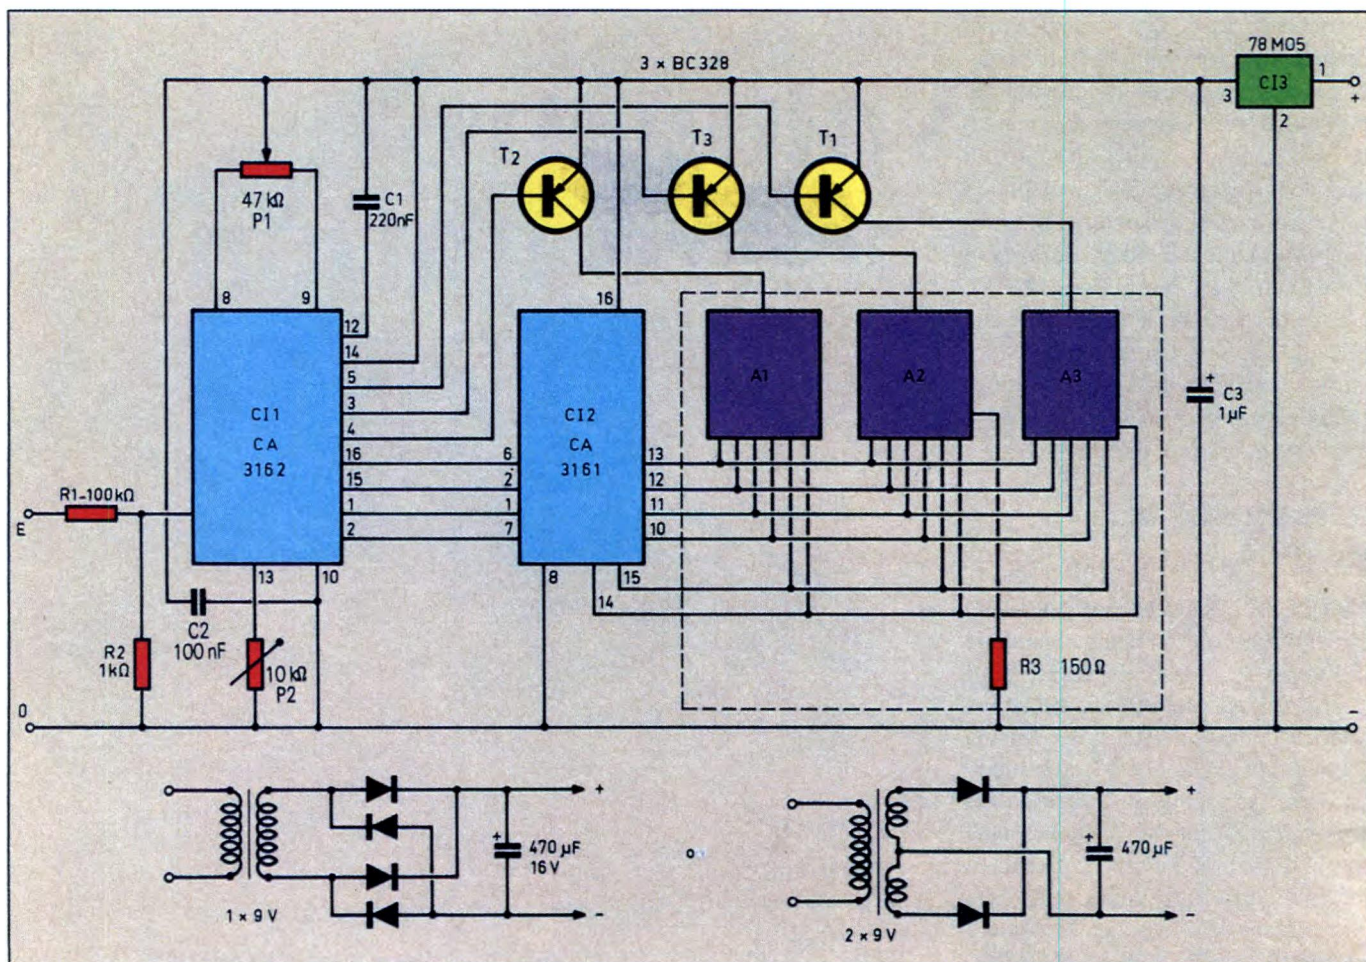 78 M05
3 × BC328
CI3
1
3
2
+
T2
T3
T1
47 kΩ
P1
C1
220nF
8
9
12
14
5
3
4
16
15
1
2
CI1
CA
3162
13
10
16
CI2
CA
3161
6
2
1
7
13
12
11
10
8
15
14
A1
A2
A3
+
C3
1µF
R1-100kΩ
E
C2
100 nF
R2
1kΩ
10 kΩ
P2
R3 150Ω
0
-
+
+
470 µF
16V
-
1 × 9 V
+
+
470 µF
-
2 × 9 V